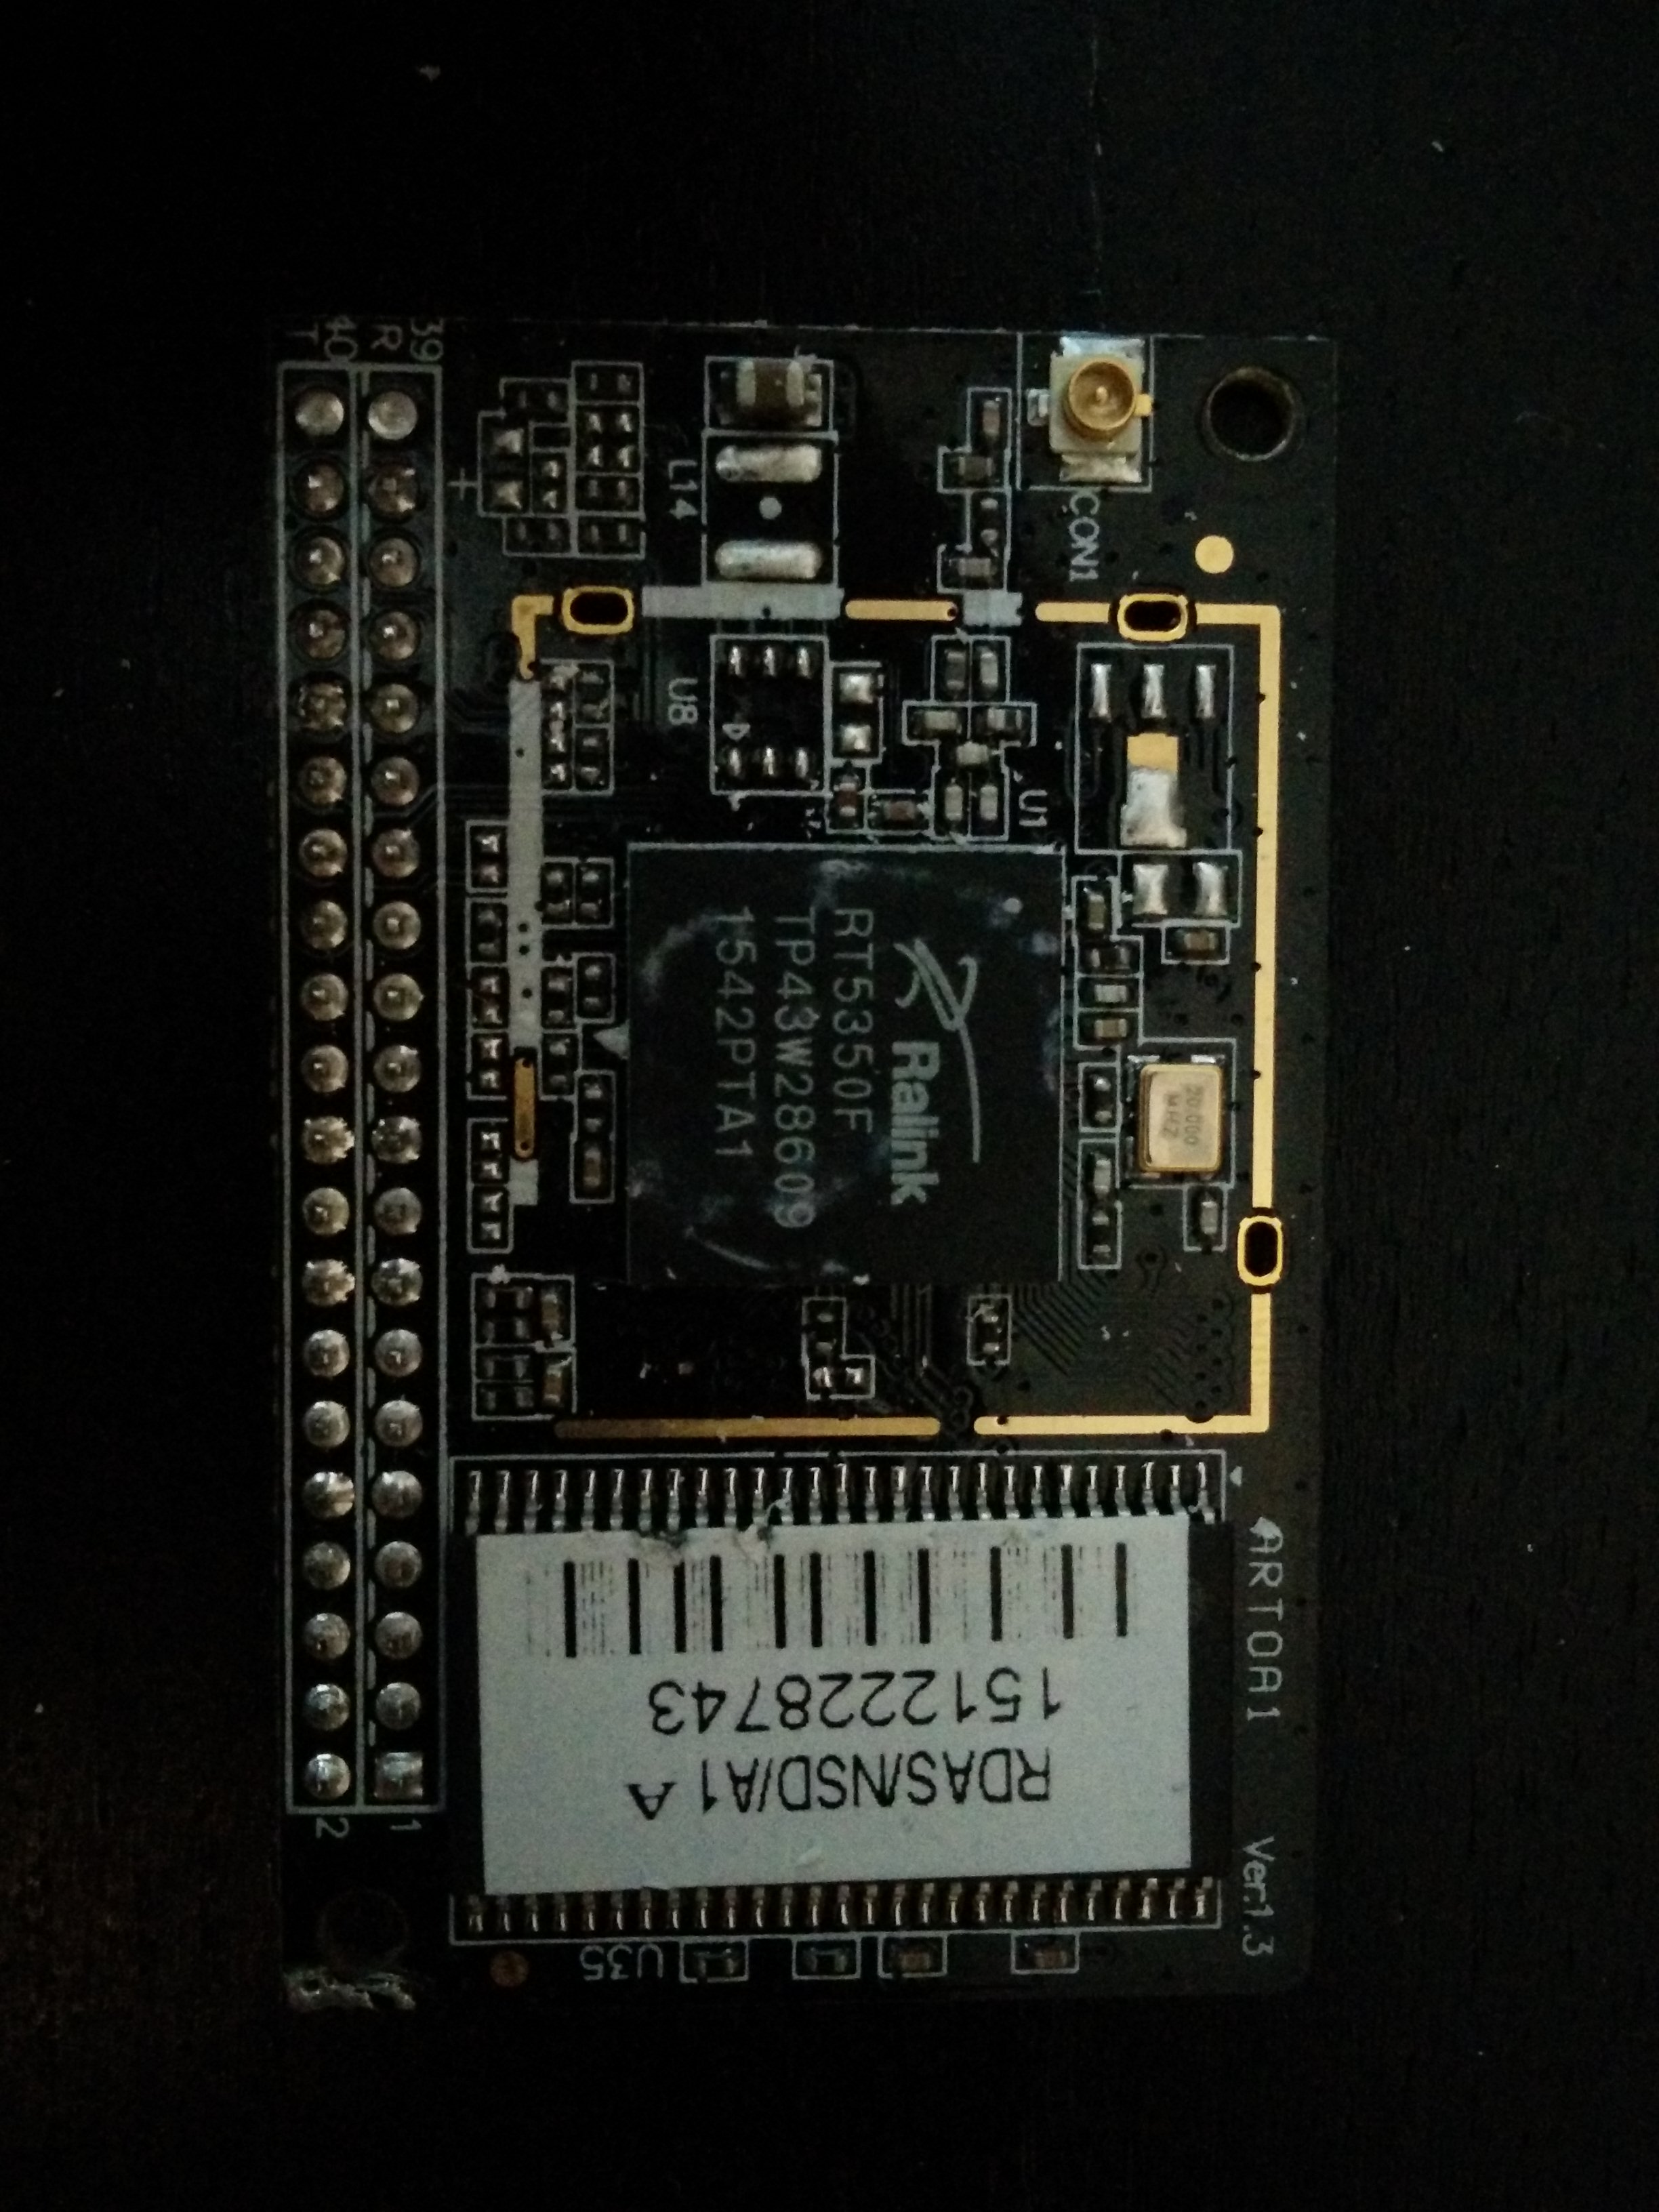 39
40
R
T
L14
CON1
U8
U1
Ralink
RT5350F
TP43W28609
1542PTA1
20.000
MHZ
ARTOA1
Ver1.3
RDAS/NSD/A1 A
1512228743
U35
1
2